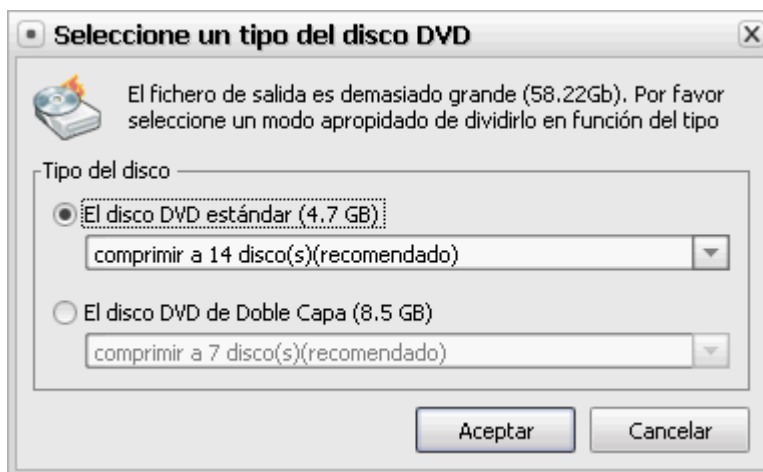 Seleccione un tipo del disco DVD
El fichero de salida es demasiado grande (58.22Gb). Por favor
seleccione un modo apropidado de dividirlo en función del tipo
Tipo del disco
El disco DVD estándar (4.7 GB)
comprimir a 14 disco(s)(recomendado)
El disco DVD de Doble Capa (8.5 GB)
comprimir a 7 disco(s)(recomendado)
Aceptar Cancelar